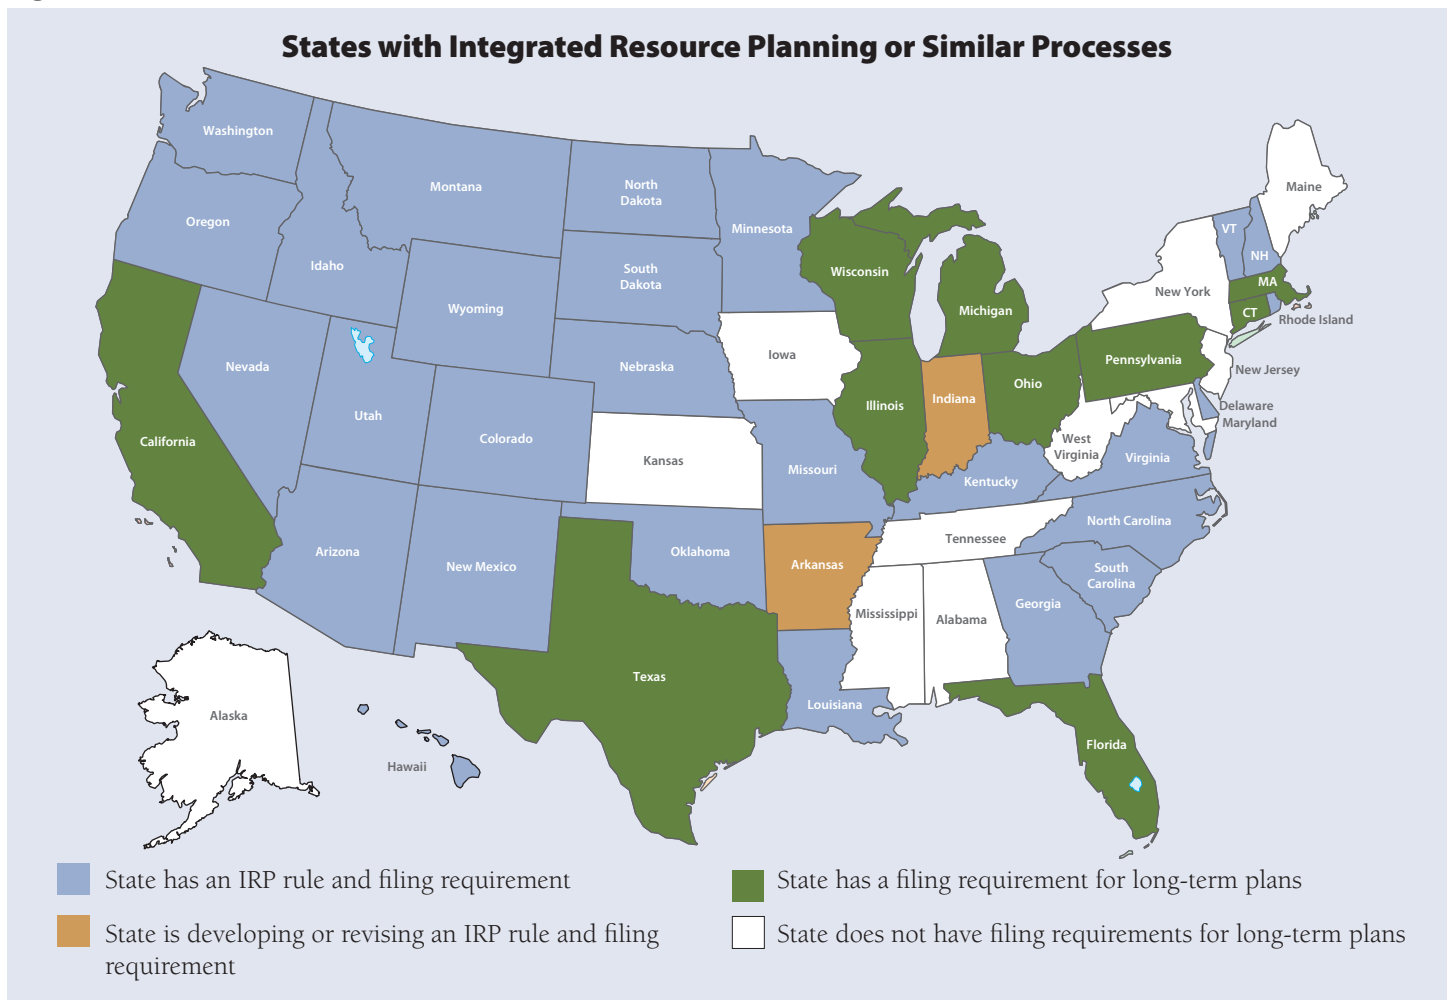 States with Integrated Resource Planning or Similar Processes
Washington
Oregon
Idaho
Montana
North
Dakota
South
Dakota
Minnesota
Wyoming
Nebraska
Nevada
Utah
Colorado
California
Arizona
New Mexico
Kansas
Oklahoma
Texas
Iowa
Missouri
Arkansas
Louisiana
Wisconsin
Illinois
Michigan
Indiana
Ohio
Kentucky
Tennessee
Mississippi
Alabama
Georgia
Florida
South
Carolina
North Carolina
Virginia
West
Virginia
Pennsylvania
New York
Maine
VT
NH
MA
CT
Rhode Island
New Jersey
Delaware
Maryland
Alaska
Hawaii
State has an IRP rule and filing requirement
State is developing or revising an IRP rule and filing
requirement
State has a filing requirement for long-term plans
State does not have filing requirements for long-term plans